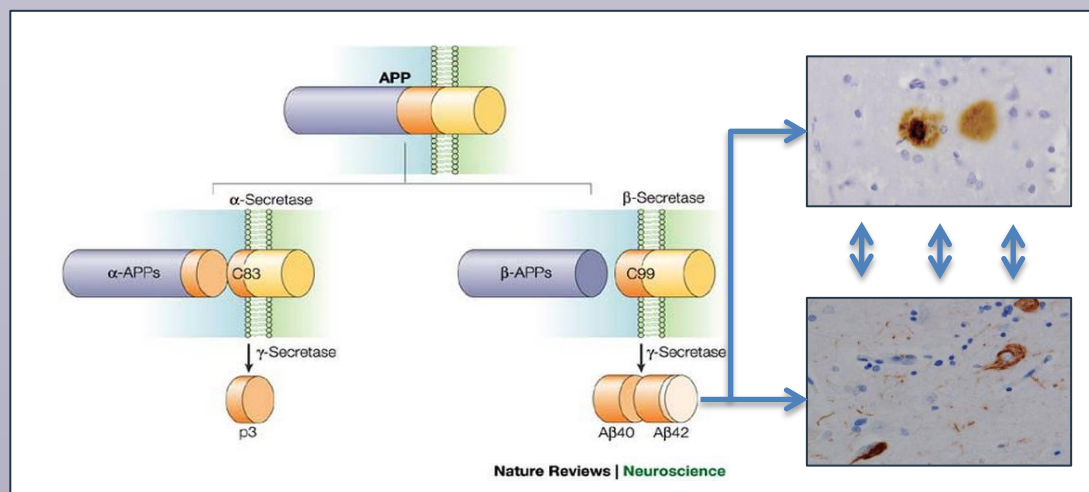 APP
α-Secretase
β-Secretase
α-APPs
C83
β-APPs
C99
γ-Secretase
γ-Secretase
p3
Aβ40
Aβ42
Nature Reviews | Neuroscience